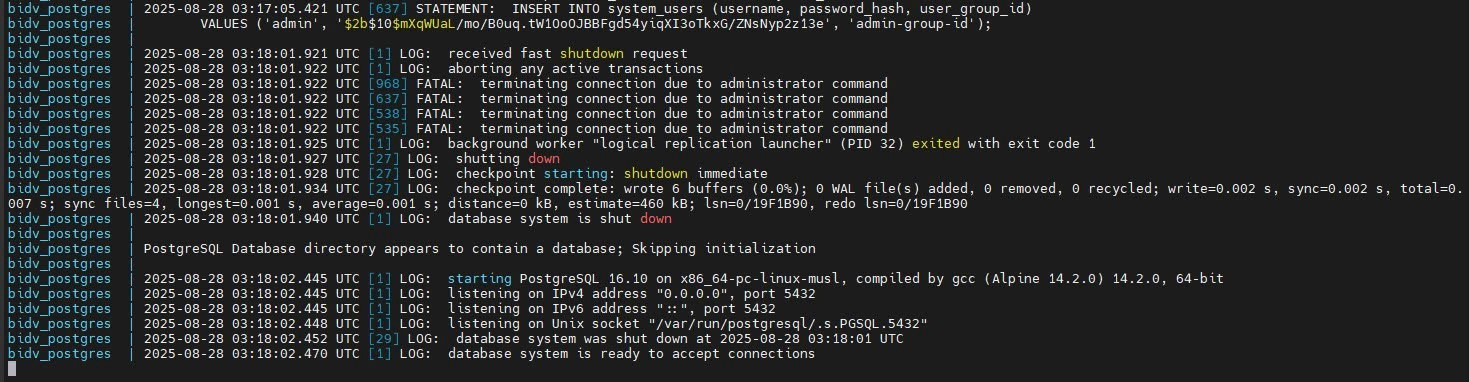 bidv_postgres  | 2025-08-28 03:17:05.421 UTC [637] STATEMENT:  INSERT INTO system_users (username, password_hash, user_group_id)
bidv_postgres  |        VALUES ('admin', '$2b$10$mXqWUaL/mo/B0uq.tW1OoOJBBFgd54yiqXI3oTkxG/ZNsNyp2z13e', 'admin-group-id');
bidv_postgres  |
bidv_postgres  | 2025-08-28 03:18:01.921 UTC [1] LOG:  received fast shutdown request
bidv_postgres  | 2025-08-28 03:18:01.922 UTC [1] LOG:  aborting any active transactions
bidv_postgres  | 2025-08-28 03:18:01.922 UTC [968] FATAL:  terminating connection due to administrator command
bidv_postgres  | 2025-08-28 03:18:01.922 UTC [637] FATAL:  terminating connection due to administrator command
bidv_postgres  | 2025-08-28 03:18:01.922 UTC [538] FATAL:  terminating connection due to administrator command
bidv_postgres  | 2025-08-28 03:18:01.922 UTC [535] FATAL:  terminating connection due to administrator command
bidv_postgres  | 2025-08-28 03:18:01.925 UTC [1] LOG:  background worker "logical replication launcher" (PID 32) exited with exit code 1
bidv_postgres  | 2025-08-28 03:18:01.927 UTC [27] LOG:  shutting down
bidv_postgres  | 2025-08-28 03:18:01.928 UTC [27] LOG:  checkpoint starting: shutdown immediate
bidv_postgres  | 2025-08-28 03:18:01.934 UTC [27] LOG:  checkpoint complete: wrote 6 buffers (0.0%); 0 WAL file(s) added, 0 removed, 0 recycled; write=0.002 s, sync=0.002 s, total=0.
007 s; sync files=4, longest=0.001 s, average=0.001 s; distance=0 kB, estimate=460 kB; lsn=0/19F1B90, redo lsn=0/19F1B90
bidv_postgres  | 2025-08-28 03:18:01.940 UTC [1] LOG:  database system is shut down
bidv_postgres  |
bidv_postgres  | PostgreSQL Database directory appears to contain a database; Skipping initialization
bidv_postgres  |
bidv_postgres  | 2025-08-28 03:18:02.445 UTC [1] LOG:  starting PostgreSQL 16.10 on x86_64-pc-linux-musl, compiled by gcc (Alpine 14.2.0) 14.2.0, 64-bit
bidv_postgres  | 2025-08-28 03:18:02.445 UTC [1] LOG:  listening on IPv4 address "0.0.0.0", port 5432
bidv_postgres  | 2025-08-28 03:18:02.445 UTC [1] LOG:  listening on IPv6 address "::", port 5432
bidv_postgres  | 2025-08-28 03:18:02.448 UTC [1] LOG:  listening on Unix socket "/var/run/postgresql/.s.PGSQL.5432"
bidv_postgres  | 2025-08-28 03:18:02.452 UTC [29] LOG:  database system was shut down at 2025-08-28 03:18:01 UTC
bidv_postgres  | 2025-08-28 03:18:02.470 UTC [1] LOG:  database system is ready to accept connections